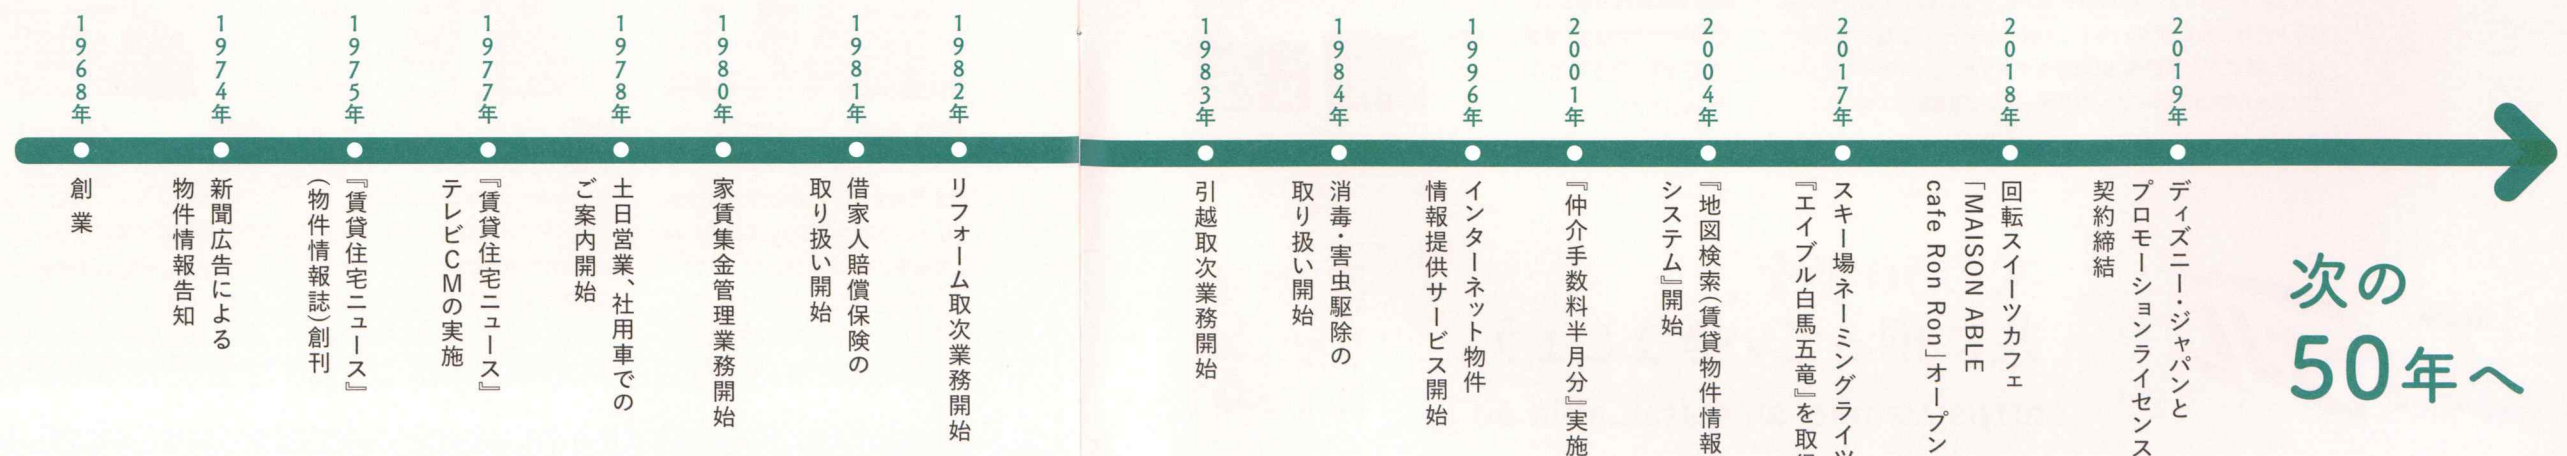 1968年
創業
1974年
新聞広告による
物件情報告知
1975年
『賃貸住宅ニュース』
(物件情報誌)創刊
1977年
『賃貸住宅ニュース』
テレビCMの実施
1978年
土日営業、社用車での
ご案内開始
1980年
家賃集金管理業務開始
1981年
借家人賠償保険の
取り扱い開始
1982年
リフォーム取次業務開始
1983年
引越取次業務開始
1984年
消毒・害虫駆除の
取り扱い開始
1996年
インターネット物件
情報提供サービス開始
2001年
『仲介手数料半月分』実施
2004年
『地図検索(賃貸物件情報
システム』開始
2017年
スキー場ネーミングライツ
『エイブル白馬五竜』を取
2018年
回転スイーツカフェ
「MAISON ABLE
cafe Ron Ron」オープン
2019年
ディズニー・ジャパンと
プロモーションライセンス
契約締結
次の
50年へ